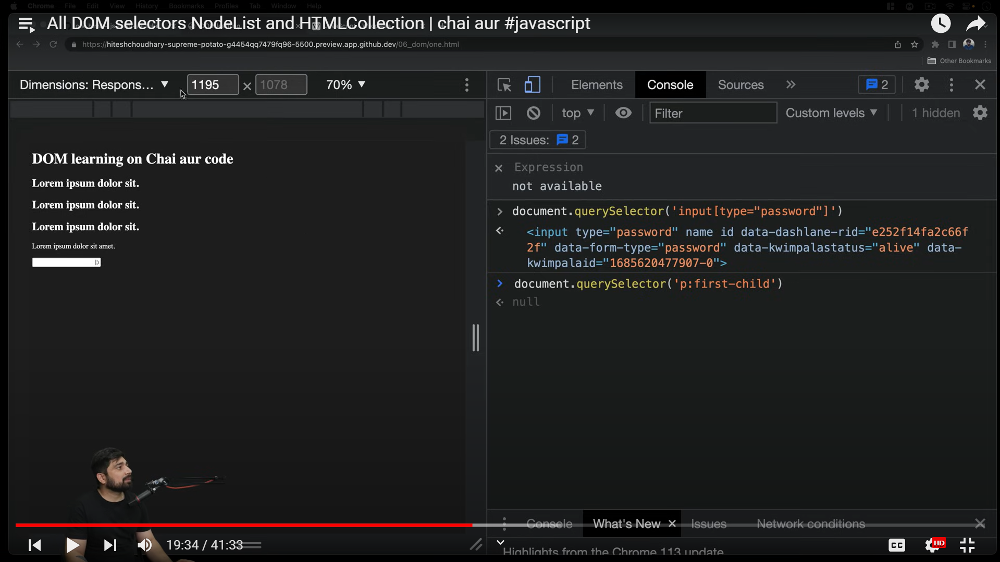 Chrome File Edit View History Bookmarks Profiles Tab Window Help
All DOM selectors NodeList and HTMLCollection | chai aur #javascript
https://hiteshchoudhary-supreme-potato-g4454qq7479fq96-5500.preview.app.github.dev/06_dom/one.html
Other Bookmarks
Dimensions: Respons... ▼ 1195 × 1078 70% ▼
Elements Console Sources » 2
top ▼ Filter Custom levels ▼ 1 hidden
2 Issues: 2
Expression
not available
DOM learning on Chai aur code
Lorem ipsum dolor sit.
Lorem ipsum dolor sit.
Lorem ipsum dolor sit.
Lorem ipsum dolor sit amet.
> document.querySelector('input[type="password"]')
<input type="password" name id data-dashlane-rid="e252f14fa2c66f
2f" data-form-type="password" data-kwimpalastatus="alive" data-
kwimpalaid="1685620477907-0">
> document.querySelector('p:first-child')
null
Console What's New × Issues Network conditions
Highlights from the Chrome 113 update
19:34 / 41:33
CC HD